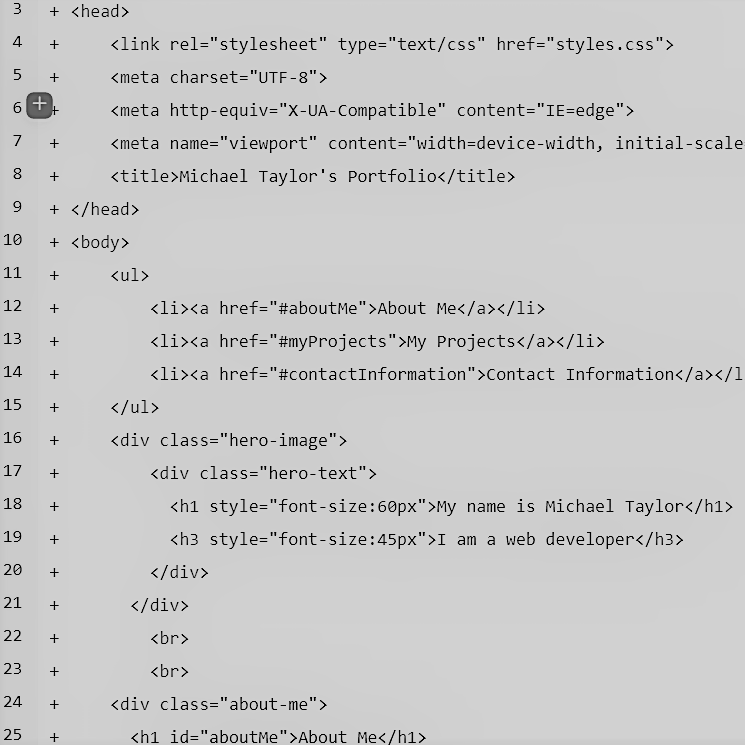 3 + <head>
4 +     <link rel="stylesheet" type="text/css" href="styles.css">
5 +     <meta charset="UTF-8">
6 +     <meta http-equiv="X-UA-Compatible" content="IE=edge">
7 +     <meta name="viewport" content="width=device-width, initial-scale
8 +     <title>Michael Taylor's Portfolio</title>
9 + </head>
10 + <body>
11 +     <ul>
12 +         <li><a href="#aboutMe">About Me</a></li>
13 +         <li><a href="#myProjects">My Projects</a></li>
14 +         <li><a href="#contactInformation">Contact Information</a></l
15 +     </ul>
16 +     <div class="hero-image">
17 +         <div class="hero-text">
18 +           <h1 style="font-size:60px">My name is Michael Taylor</h1>
19 +           <h3 style="font-size:45px">I am a web developer</h3>
20 +         </div>
21 +       </div>
22 +         <br>
23 +         <br>
24 +     <div class="about-me">
25 +       <h1 id="aboutMe">About Me</h1>